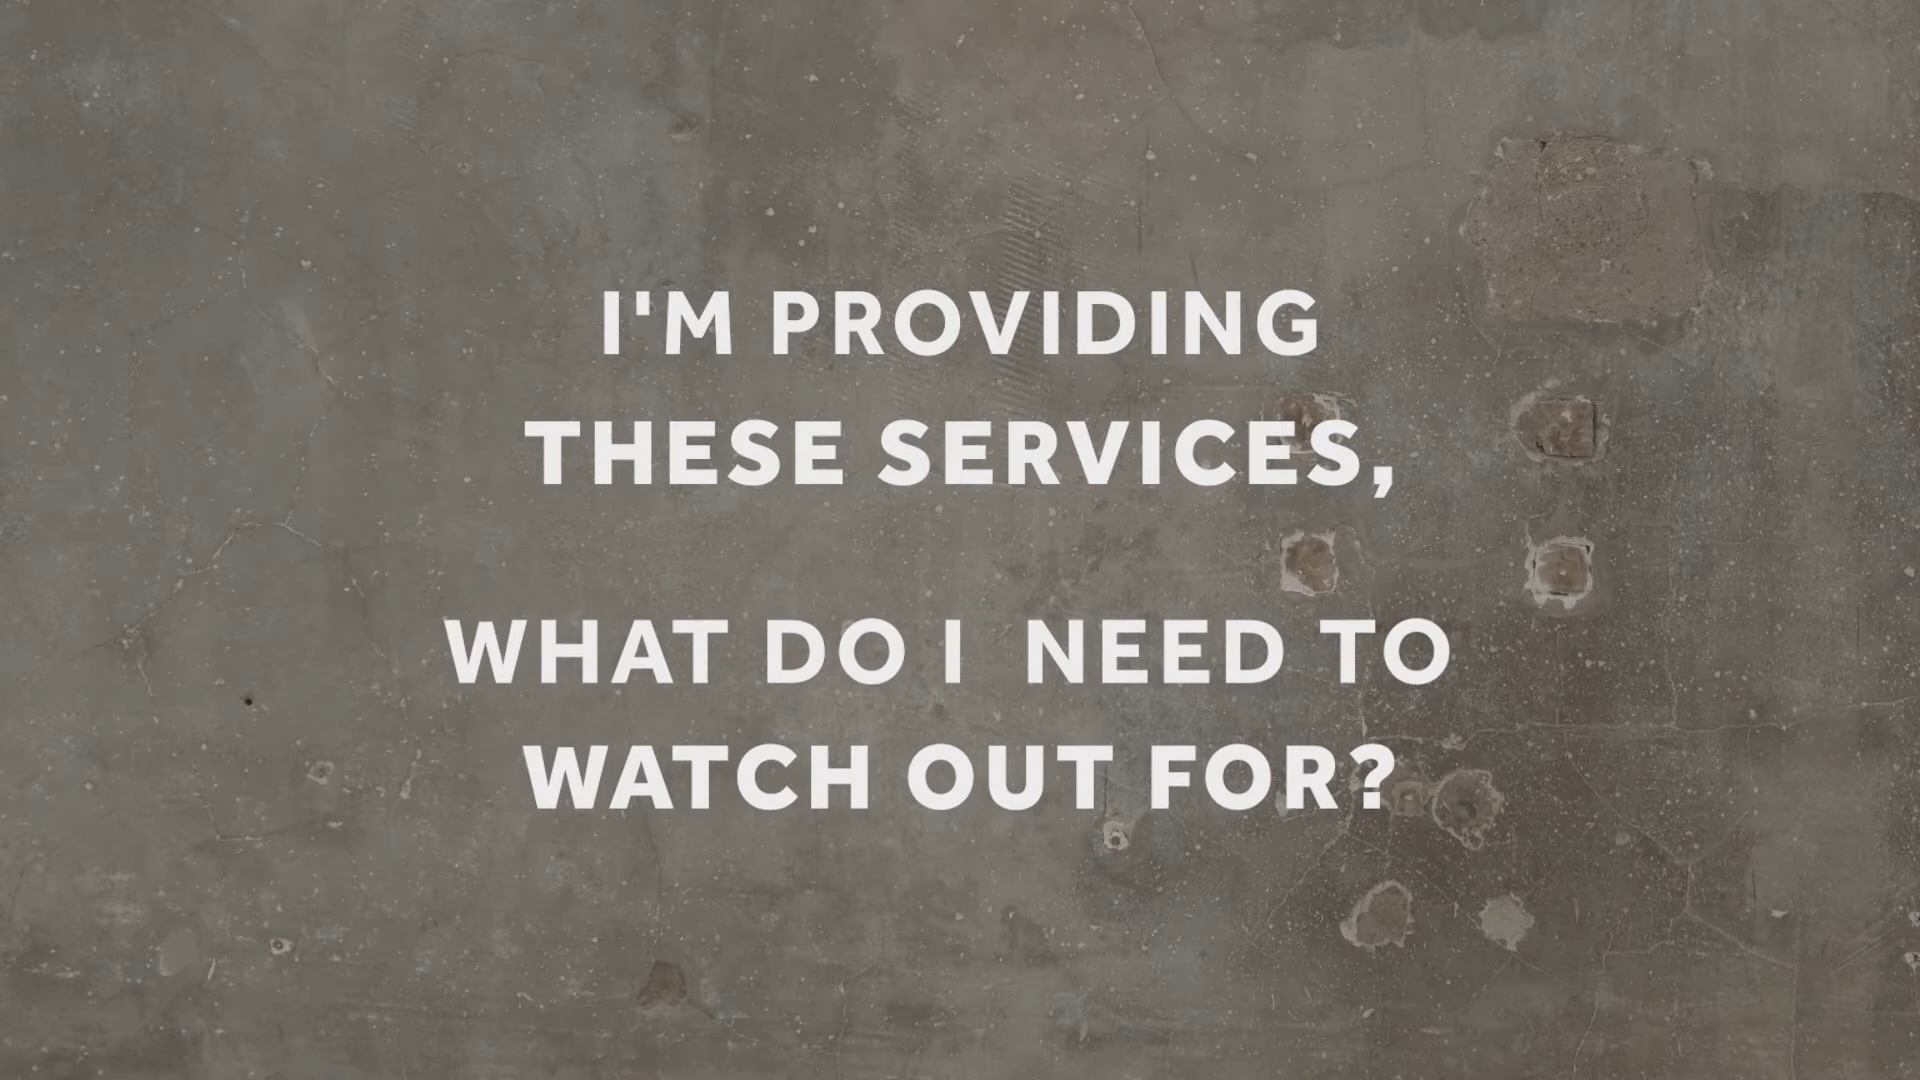 I'M PROVIDING
THESE SERVICES,
WHAT DO I  NEED TO
WATCH OUT FOR?